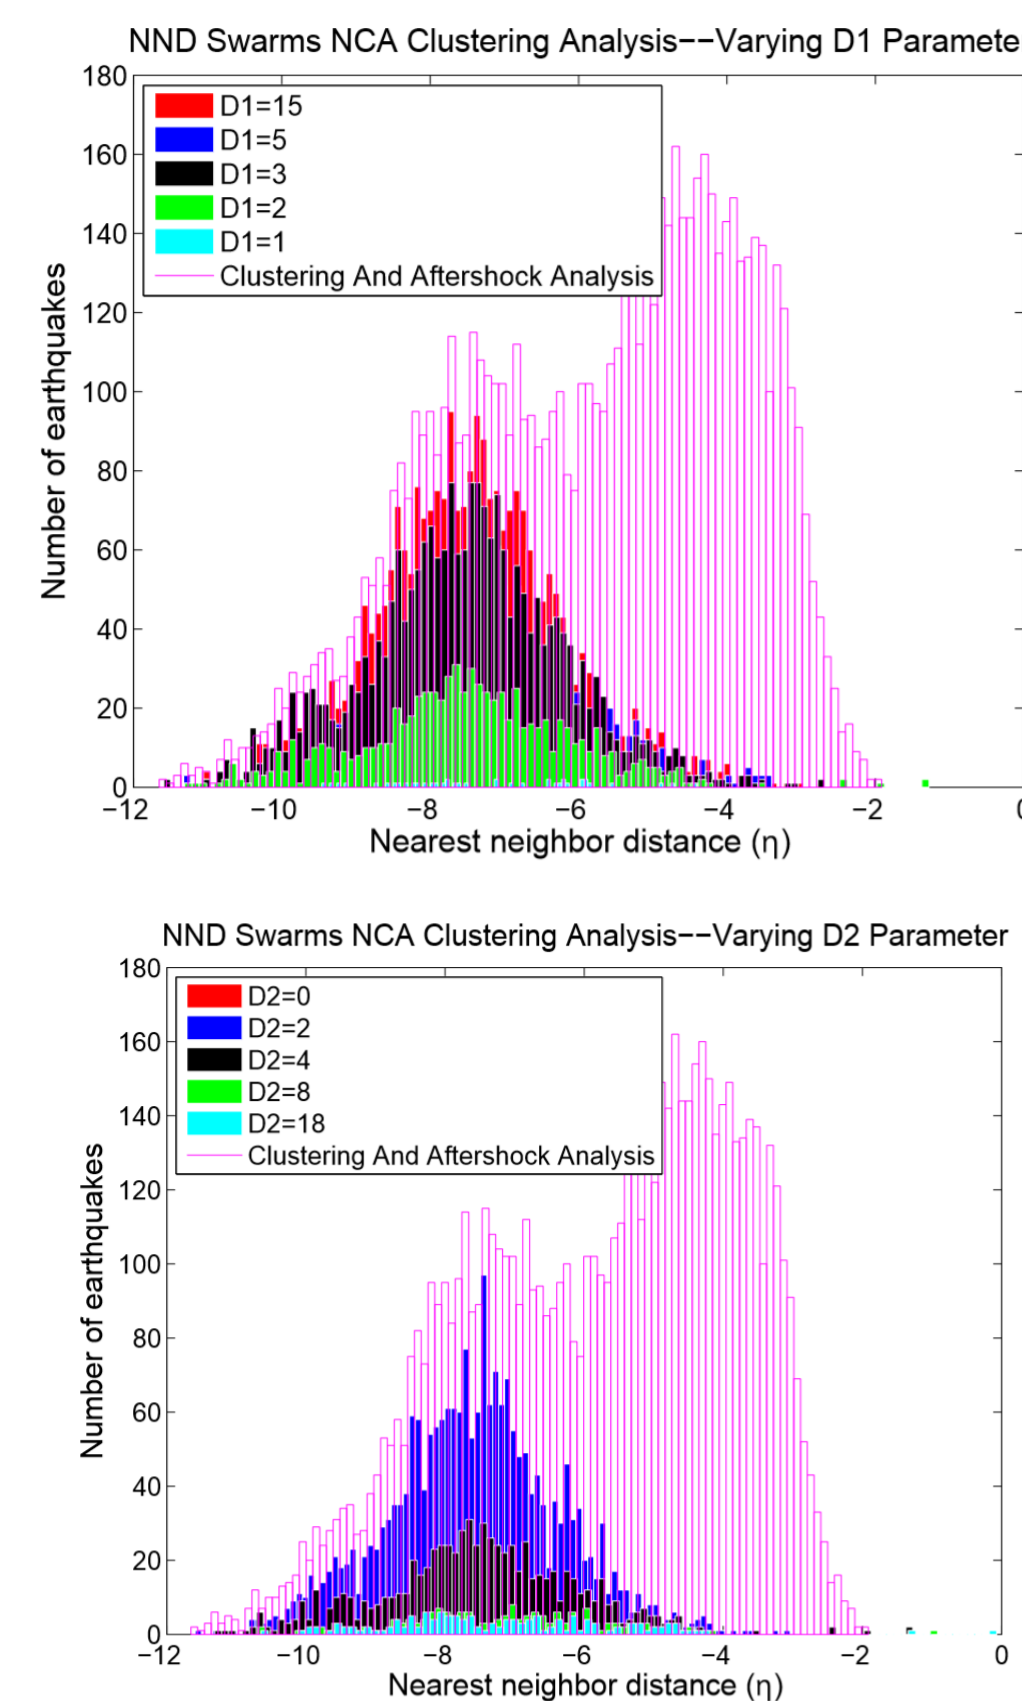 NND Swarms NCA Clustering Analysis−−Varying D1 Paramete
180
160
140
120
100
80
60
40
20
0
D1=15
D1=5
D1=3
D1=2
D1=1
Clustering And Aftershock Analysis
Number of earthquakes
−12 −10 −8 −6 −4 −2 0
Nearest neighbor distance (η)
NND Swarms NCA Clustering Analysis−−Varying D2 Parameter
180
160
140
120
100
80
60
40
20
0
D2=0
D2=2
D2=4
D2=8
D2=18
Clustering And Aftershock Analysis
Number of earthquakes
−12 −10 −8 −6 −4 −2 0
Nearest neighbor distance (η)